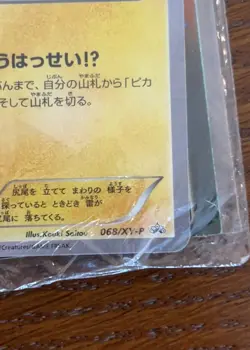 うはっせい!?
ぶんまで、自分の山札から「ピカ
そして山札を切る。
尻尾を 立てて まわりの 様子を
探っていると ときどき 雷が
尾に 落ちてくる。
Illus.Kouki Saitou
068/XY-P